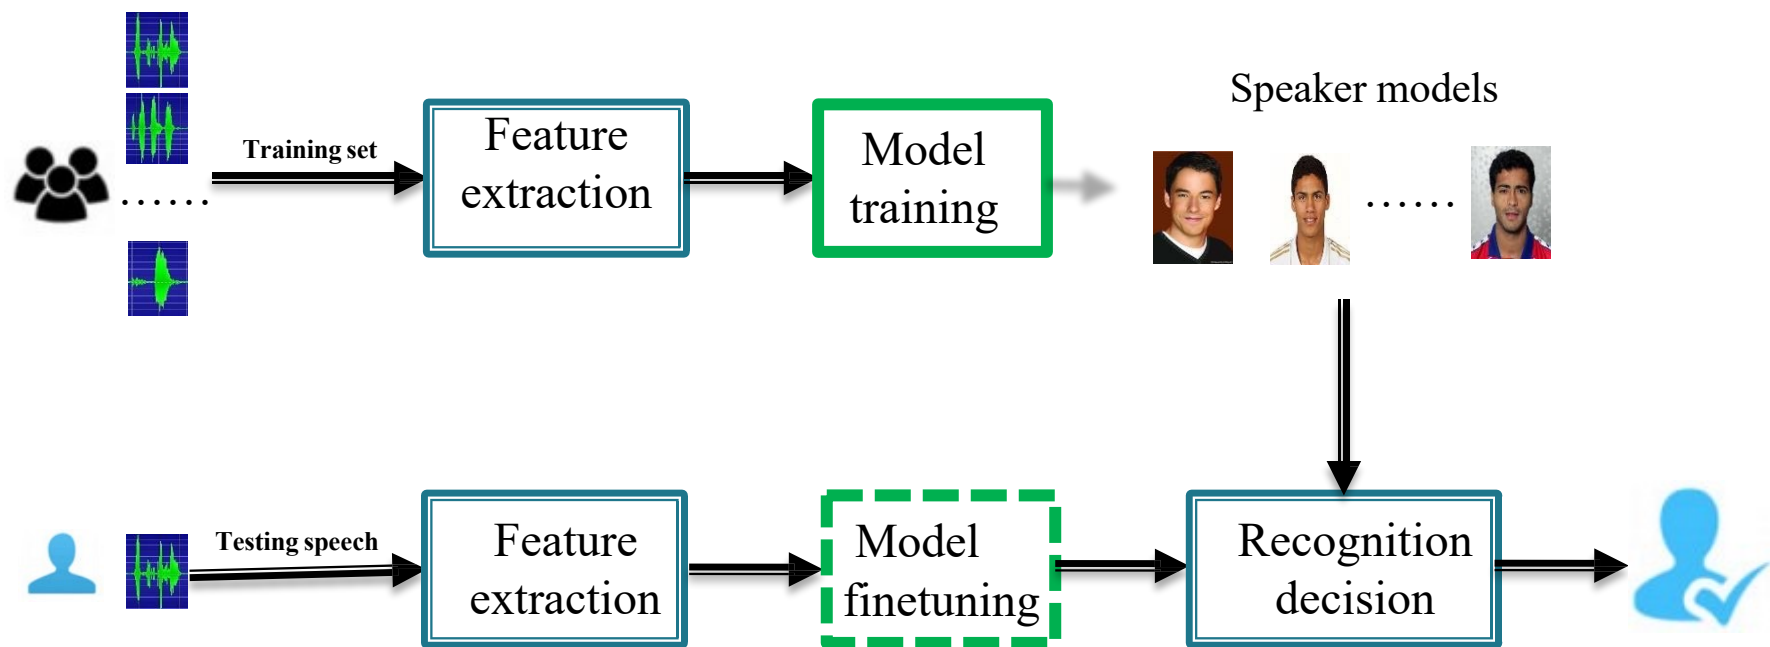 Speaker models
Training set
Feature
extraction
Model
training
......
......
Testing speech
Feature
extraction
Model
finetuning
Recognition
decision